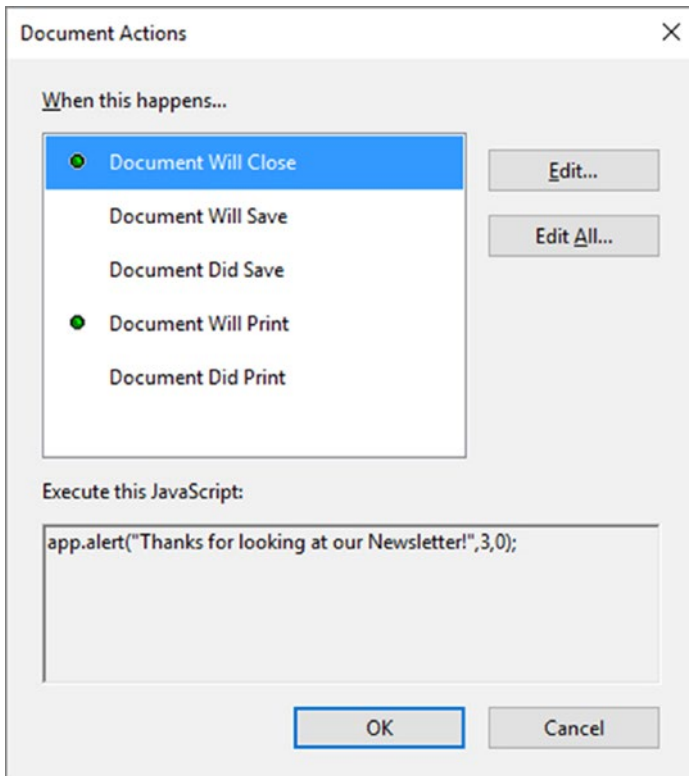 Document Actions
When this happens...
Document Will Close
Edit...
Document Will Save
Edit All...
Document Did Save
Document Will Print
Document Did Print
Execute this JavaScript:
app.alert("Thanks for looking at our Newsletter!",3,0);
OK
Cancel